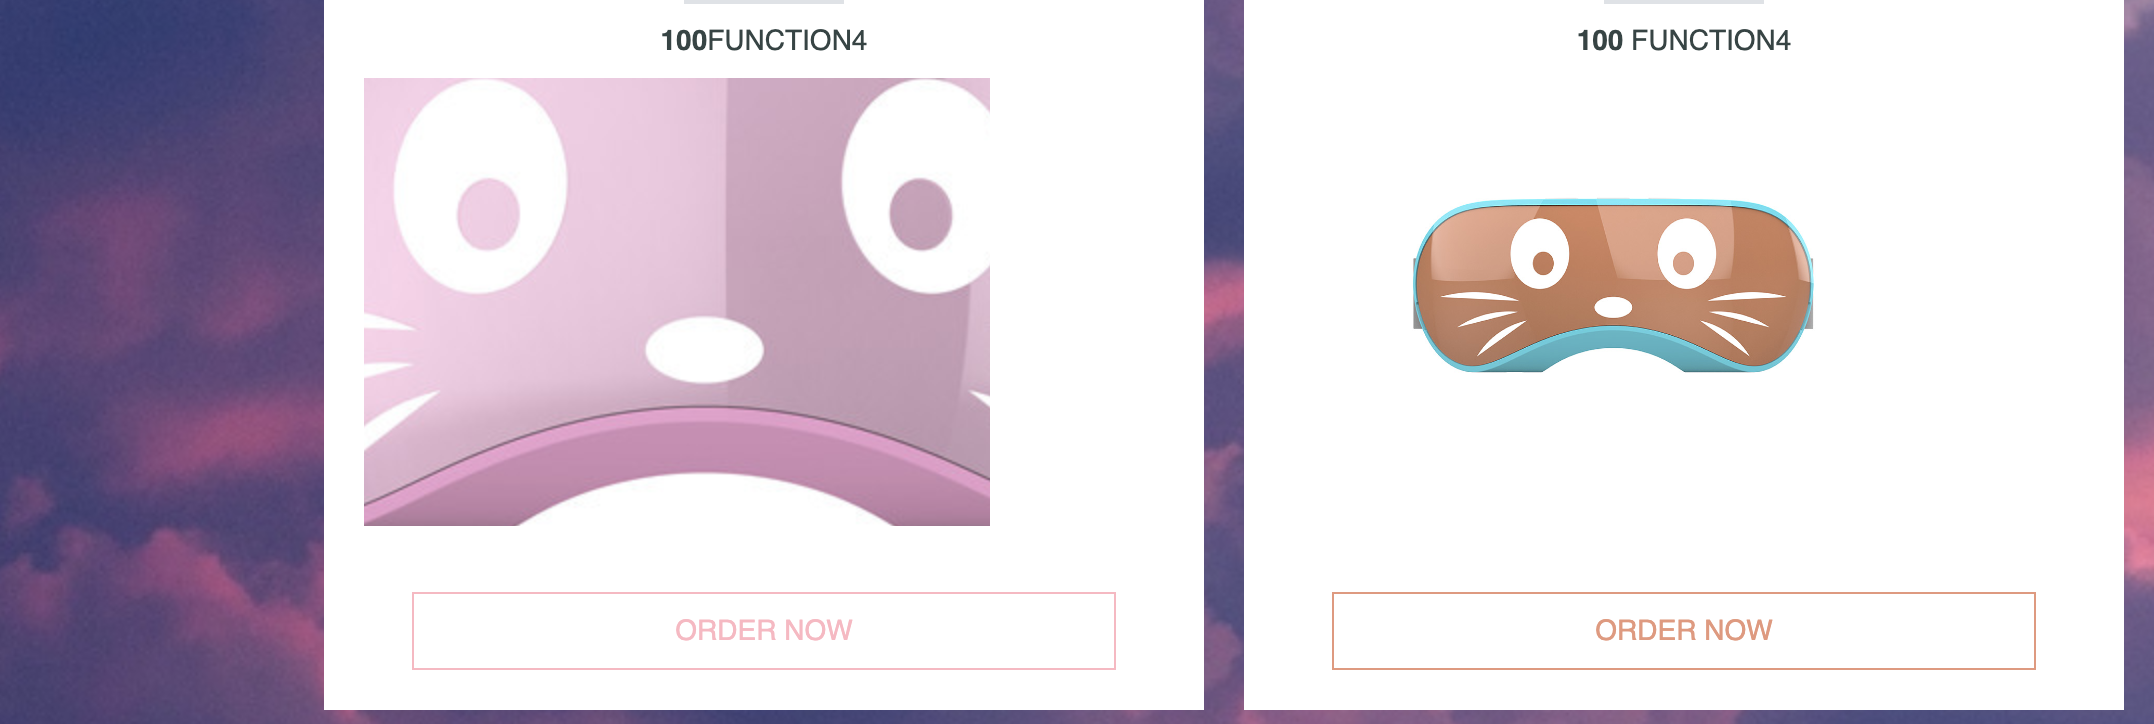 100FUNCTION4
100 FUNCTION4
ORDER NOW
ORDER NOW